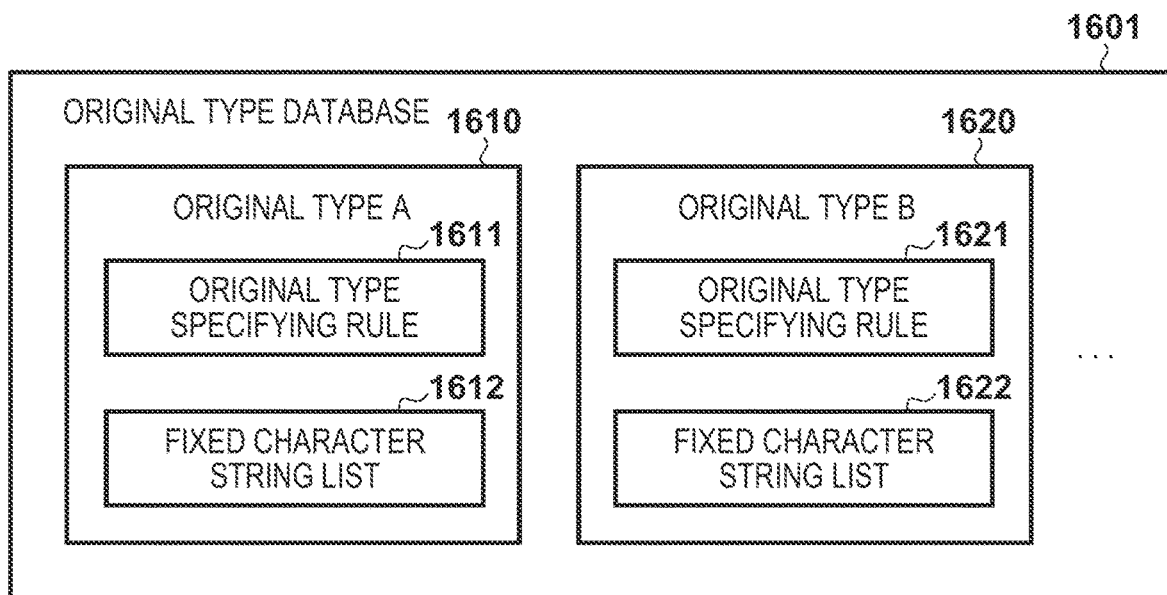 1601
ORIGINAL TYPE DATABASE
1610
1620
ORIGINAL TYPE A
ORIGINAL TYPE B
1611
1621
ORIGINAL TYPE
SPECIFYING RULE
ORIGINAL TYPE
SPECIFYING RULE
. . .
1612
1622
FIXED CHARACTER
STRING LIST
FIXED CHARACTER
STRING LIST